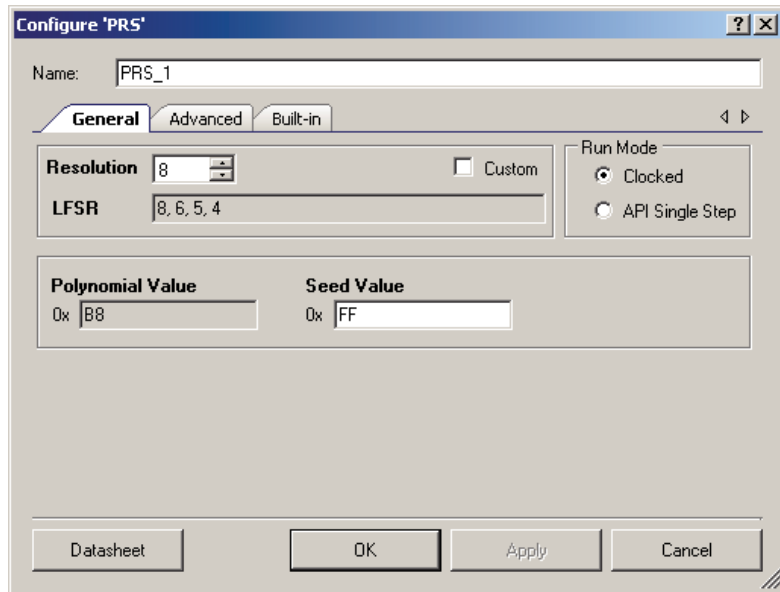 Configure 'PRS'
Name: PRS_1
General Advanced Built-in
Resolution 8 Custom
LFSR 8, 6, 5, 4
Run Mode
Clocked
API Single Step
Polynomial Value Seed Value
0x B8 0x FF
Datasheet OK Apply Cancel